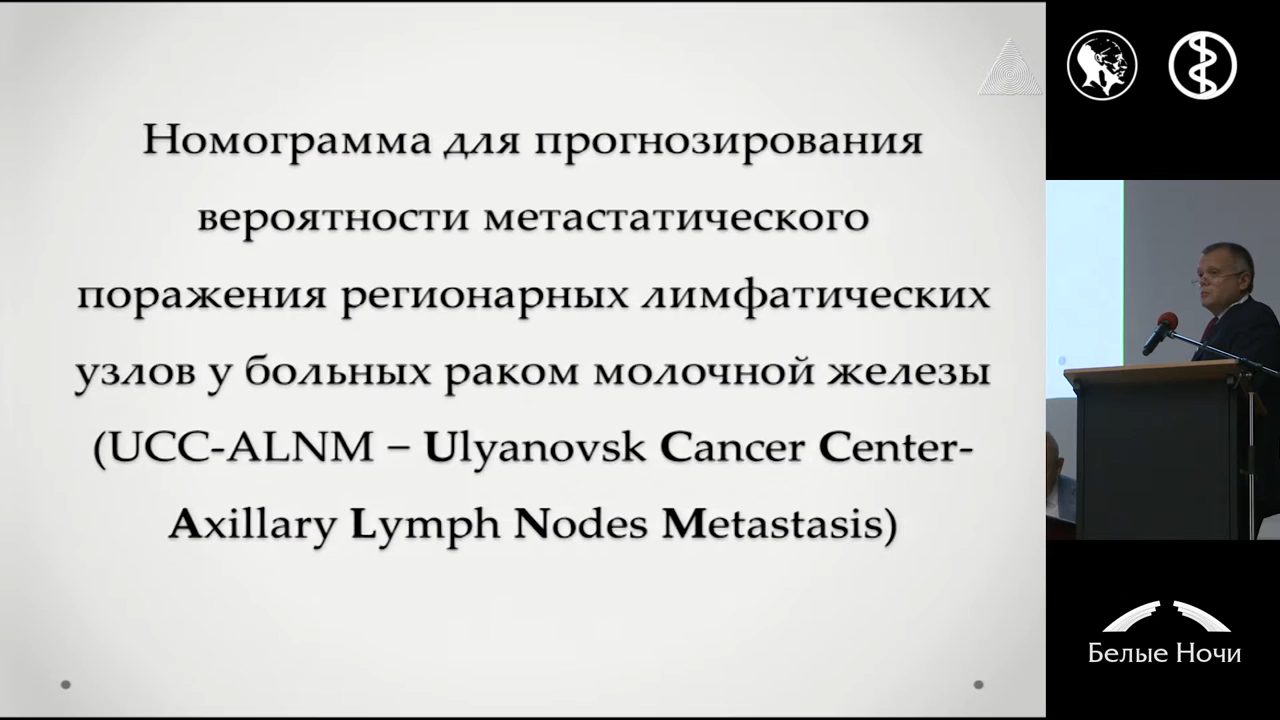 Номограмма для прогнозирования
вероятности метастатического
поражения регионарных лимфатических
узлов у больных раком молочной железы
(UCC-ALNM – Ulyanovsk Cancer Center-
Axillary Lymph Nodes Metastasis)
Белые Ночи